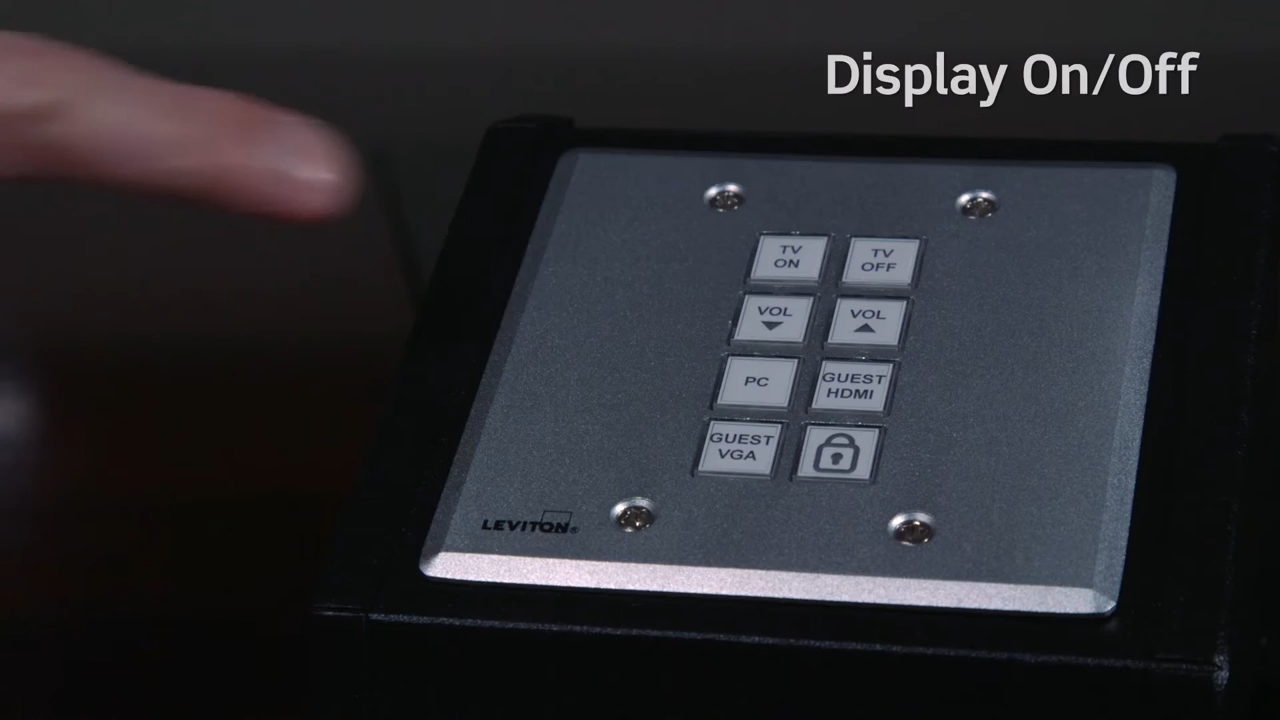 Display On/Off
TV
ON
TV
OFF
VOL
VOL
PC
GUEST
HDMI
GUEST
VGA
LEVITON®